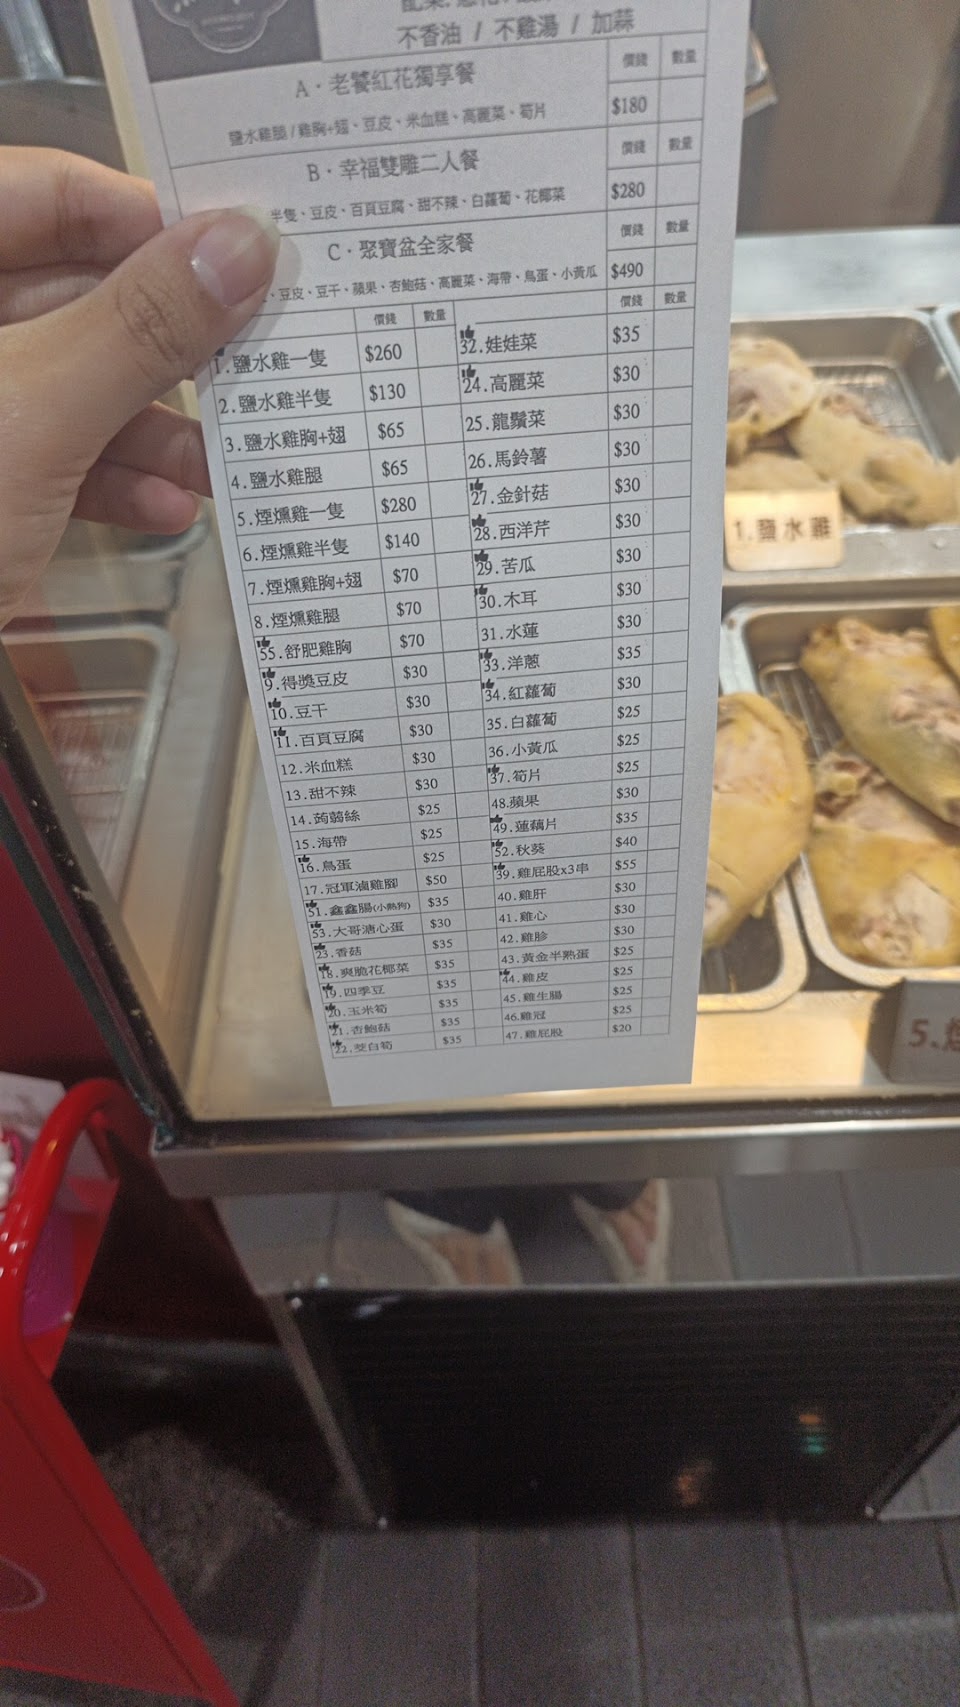 不香油 / 不雞湯 / 加蒜
A．老饕紅花獨享餐 價錢 數量
鹽水雞腿/雞胸+翅、豆皮、米血糕、高麗菜、筍片 $180
B．幸福雙雕二人餐 價錢 數量
半隻、豆皮、百頁豆腐、甜不辣、白蘿蔔、花椰菜 $280
C．聚寶盆全家餐 價錢 數量
、豆皮、豆干、蘋果、杏鮑菇、高麗菜、海帶、鳥蛋、小黃瓜 $490
價錢 數量 價錢 數量
1.鹽水雞一隻 $260 32.娃娃菜 $35
2.鹽水雞半隻 $130 24.高麗菜 $30
3.鹽水雞胸+翅 $65 25.龍鬚菜 $30
4.鹽水雞腿 $65 26.馬鈴薯 $30
5.煙燻雞一隻 $280 27.金針菇 $30
6.煙燻雞半隻 $140 28.西洋芹 $30
7.煙燻雞胸+翅 $70 29.苦瓜 $30
8.煙燻雞腿 $70 30.木耳 $30
55.舒肥雞胸 $70 31.水蓮 $30
9.得獎豆皮 $30 33.洋蔥 $35
10.豆干 $30 34.紅蘿蔔 $30
11.百頁豆腐 $30 35.白蘿蔔 $25
12.米血糕 $30 36.小黃瓜 $25
13.甜不辣 $30 37.筍片 $25
14.蒟蒻絲 $25 48.蘋果 $30
15.海帶 $25 49.蓮藕片 $35
16.鳥蛋 $25 52.秋葵 $40
17.冠軍滷雞腳 $50 39.雞屁股x3串 $55
51.鑫鑫腸(小熱狗) $35 40.雞肝 $30
53.大哥溏心蛋 $30 41.雞心 $30
23.香菇 $35 42.雞胗 $30
18.爽脆花椰菜 $35 43.黃金半熟蛋 $25
19.四季豆 $35 44.雞皮 $25
20.玉米筍 $35 45.雞生腸 $25
21.杏鮑菇 $35 46.雞冠 $25
22.茭白筍 $35 47.雞屁股 $20
1.鹽水雞
5.